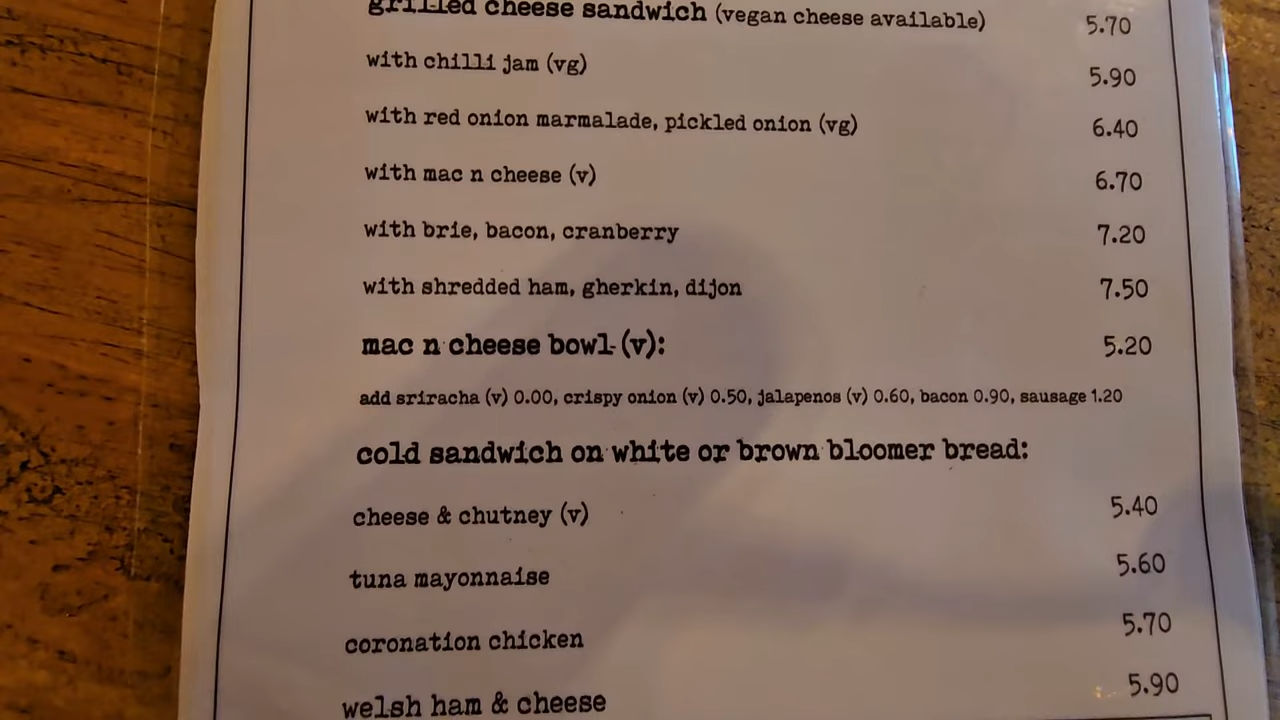 grilled cheese sandwich (vegan cheese available) 5.70
with chilli jam (vg) 5.90
with red onion marmalade, pickled onion (vg) 6.40
with mac n cheese (v) 6.70
with brie, bacon, cranberry 7.20
with shredded ham, gherkin, dijon 7.50
mac n cheese bowl (v): 5.20
add sriracha (v) 0.00, crispy onion (v) 0.50, jalapenos (v) 0.60, bacon 0.90, sausage 1.20
cold sandwich on white or brown bloomer bread:
cheese & chutney (v) 5.40
tuna mayonnaise 5.60
coronation chicken 5.70
welsh ham & cheese 5.90